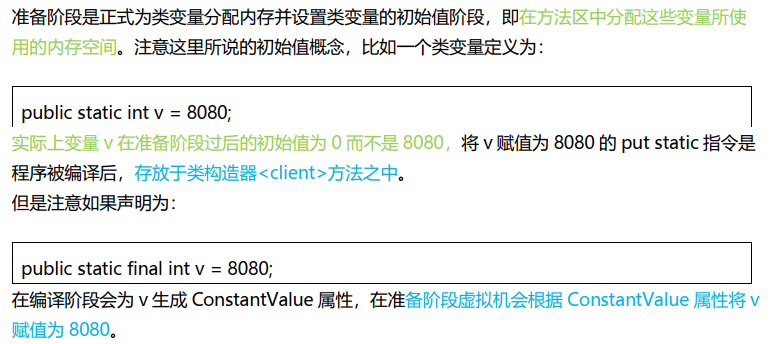 准备阶段是正式为类变量分配内存并设置类变量的初始值阶段，即在方法区中分配这些变量所使
用的内存空间。注意这里所说的初始值概念，比如一个类变量定义为：
public static int v = 8080;
实际上变量 v 在准备阶段过后的初始值为 0 而不是 8080，将 v 赋值为 8080 的 put static 指令是
程序被编译后，存放于类构造器<client>方法之中。
但是注意如果声明为：
public static final int v = 8080;
在编译阶段会为 v 生成 ConstantValue 属性，在准备阶段虚拟机会根据 ConstantValue 属性将 v
赋值为 8080。